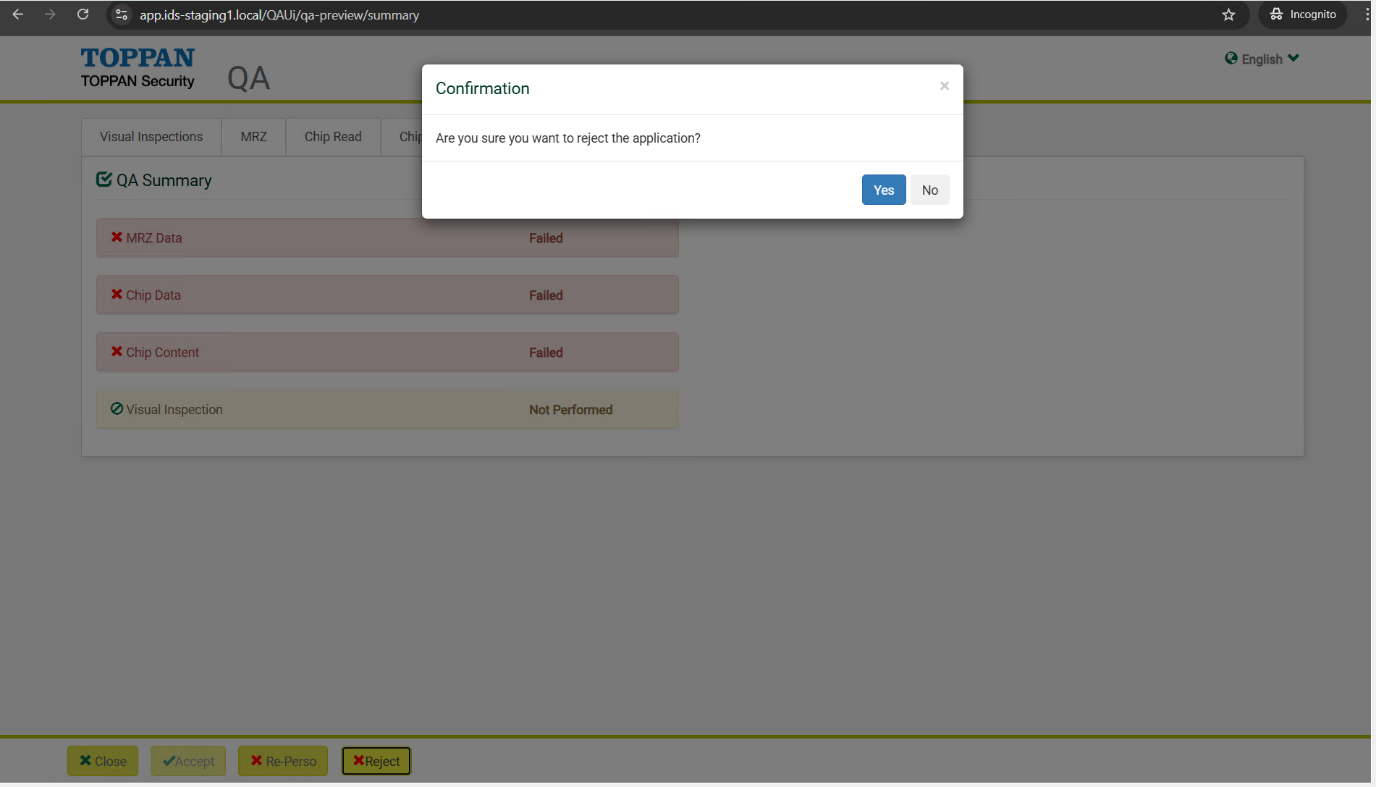 app.ids-staging1.local/QAUi/qa-preview/summary
Incognito
TOPPAN
TOPPAN Security
QA
English
Confirmation
×
Are you sure you want to reject the application?
Yes No
Visual Inspections MRZ Chip Read Chip
QA Summary
MRZ Data Failed
Chip Data Failed
Chip Content Failed
Visual Inspection Not Performed
Close Accept Re-Perso Reject